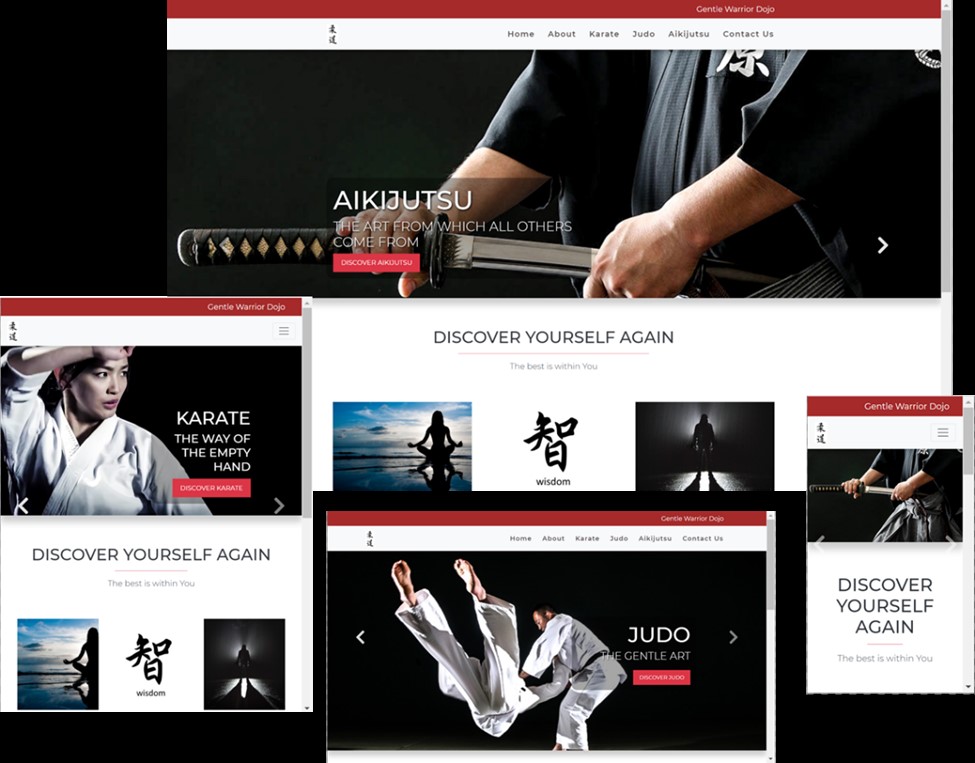 Gentle Warrior Dojo
柔道
Home About Karate Judo Aikijutsu Contact Us
AIKIJUTSU
THE ART FROM WHICH ALL OTHERS
COME FROM
DISCOVER AIKIJUTSU
DISCOVER YOURSELF AGAIN
The best is within You
智
wisdom
Gentle Warrior Dojo
柔道
KARATE
THE WAY OF
THE EMPTY
HAND
DISCOVER KARATE
DISCOVER YOURSELF AGAIN
The best is within You
智
wisdom
Gentle Warrior Dojo
柔道
Home About Karate Judo Aikijutsu Contact Us
JUDO
THE GENTLE ART
DISCOVER JUDO
Gentle Warrior Dojo
柔道
DISCOVER
YOURSELF
AGAIN
The best is within You